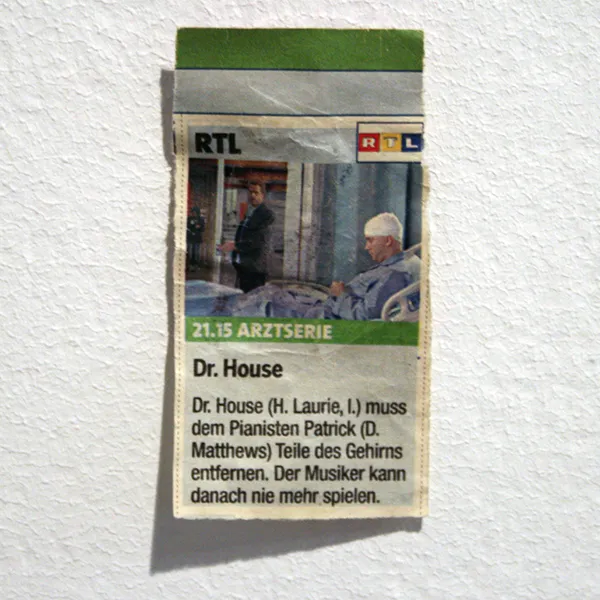 RTL
RTL
21.15 ARZTSERIE
Dr. House
Dr. House (H. Laurie, l.) muss
dem Pianisten Patrick (D.
Matthews) Teile des Gehirns
entfernen. Der Musiker kann
danach nie mehr spielen.